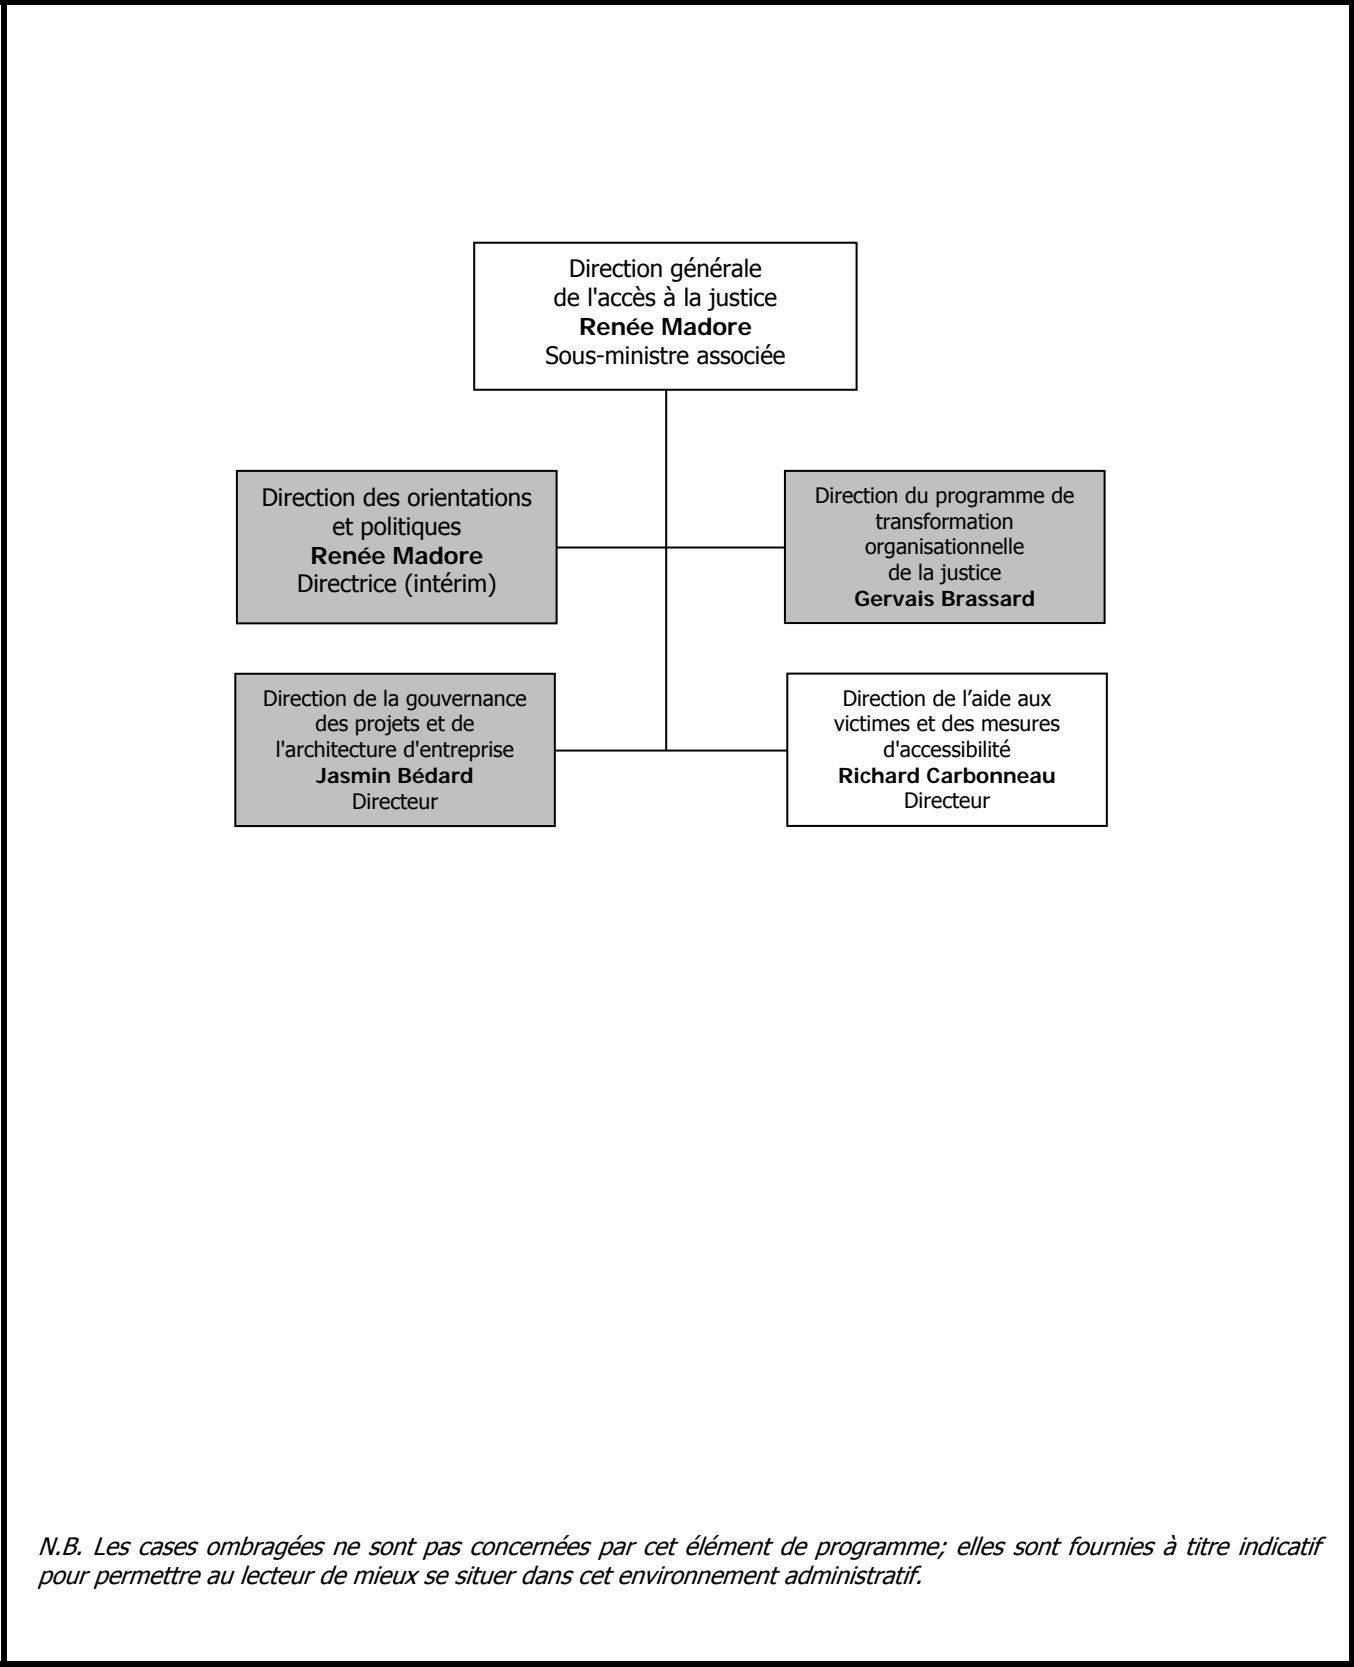 Direction générale
de l'accès à la justice
Renée Madore
Sous-ministre associée
Direction des orientations
et politiques
Renée Madore
Directrice (intérim)
Direction du programme de
transformation
organisationnelle
de la justice
Gervais Brassard
Direction de la gouvernance
des projets et de
l'architecture d'entreprise
Jasmin Bédard
Directeur
Direction de l’aide aux
victimes et des mesures
d'accessibilité
Richard Carbonneau
Directeur
N.B. Les cases ombragées ne sont pas concernées par cet élément de programme; elles sont fournies à titre indicatif
pour permettre au lecteur de mieux se situer dans cet environnement administratif.